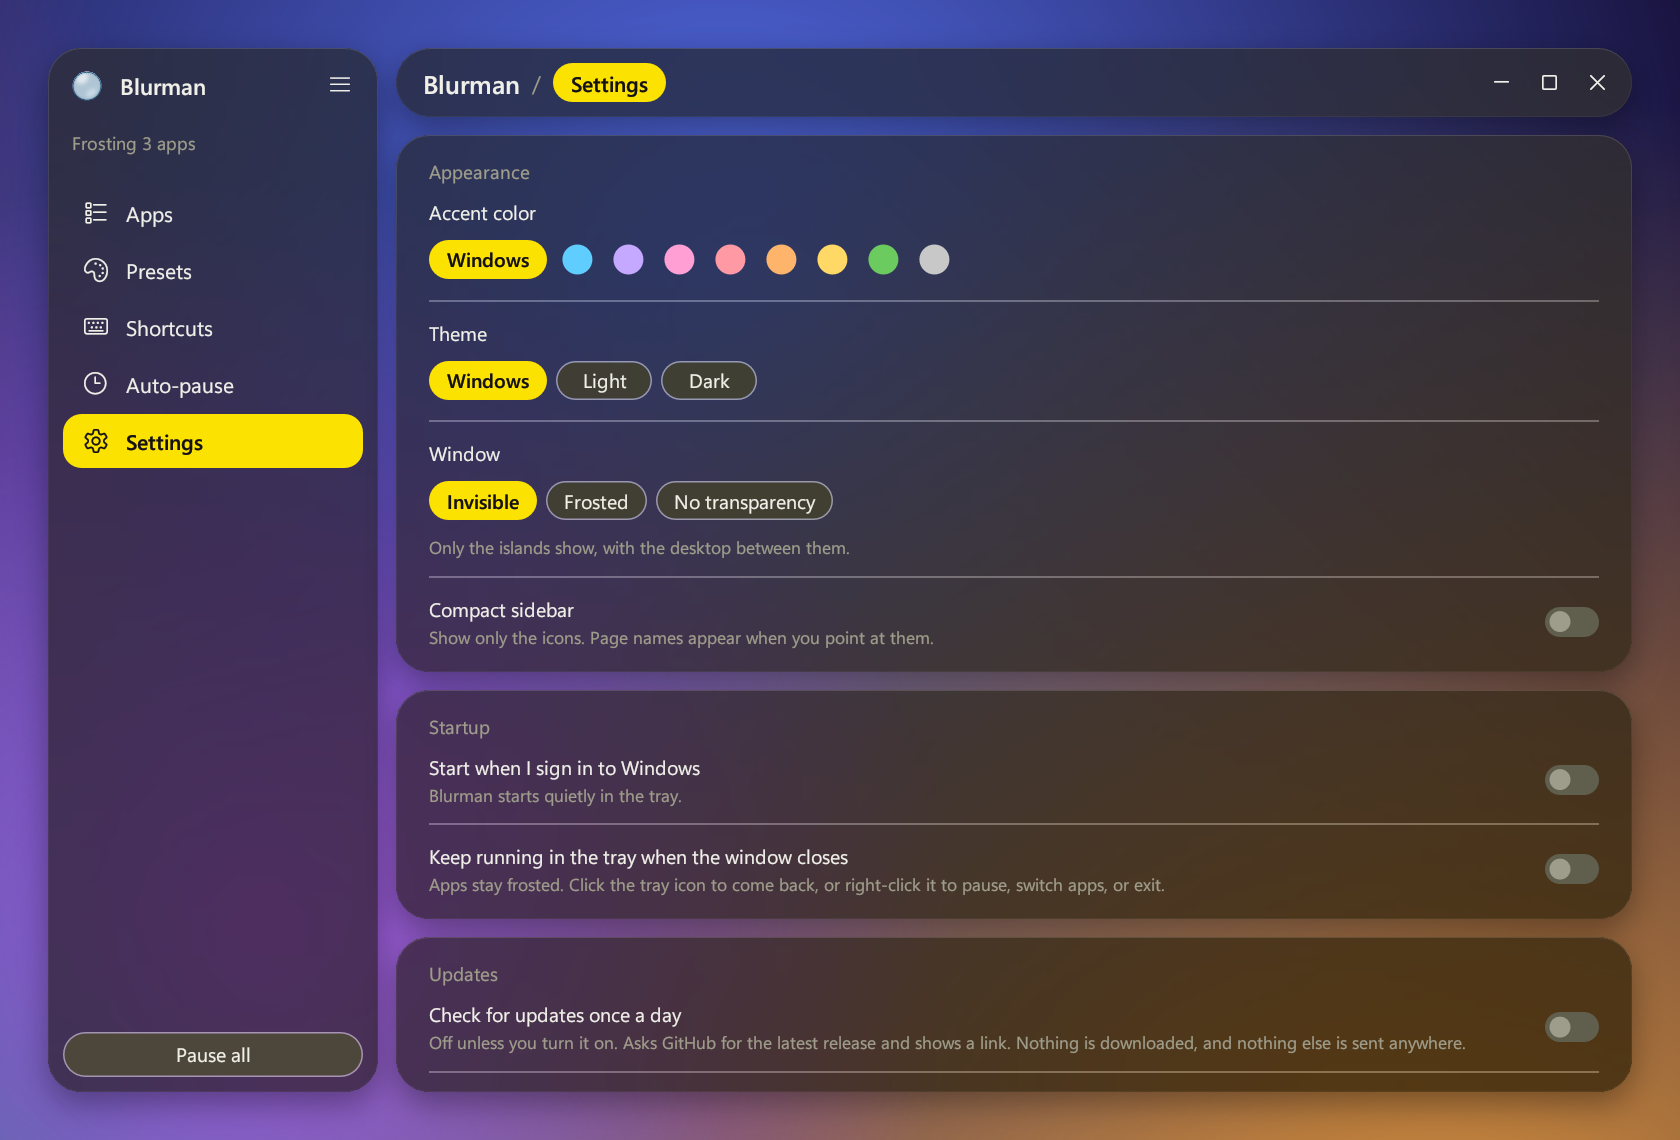 Blurman
Frosting 3 apps
Apps
Presets
Shortcuts
Auto-pause
Settings
Pause all
Blurman / Settings
Appearance
Accent color
Windows
Theme
Windows Light Dark
Window
Invisible Frosted No transparency
Only the islands show, with the desktop between them.
Compact sidebar
Show only the icons. Page names appear when you point at them.
Startup
Start when I sign in to Windows
Blurman starts quietly in the tray.
Keep running in the tray when the window closes
Apps stay frosted. Click the tray icon to come back, or right-click it to pause, switch apps, or exit.
Updates
Check for updates once a day
Off unless you turn it on. Asks GitHub for the latest release and shows a link. Nothing is downloaded, and nothing else is sent anywhere.